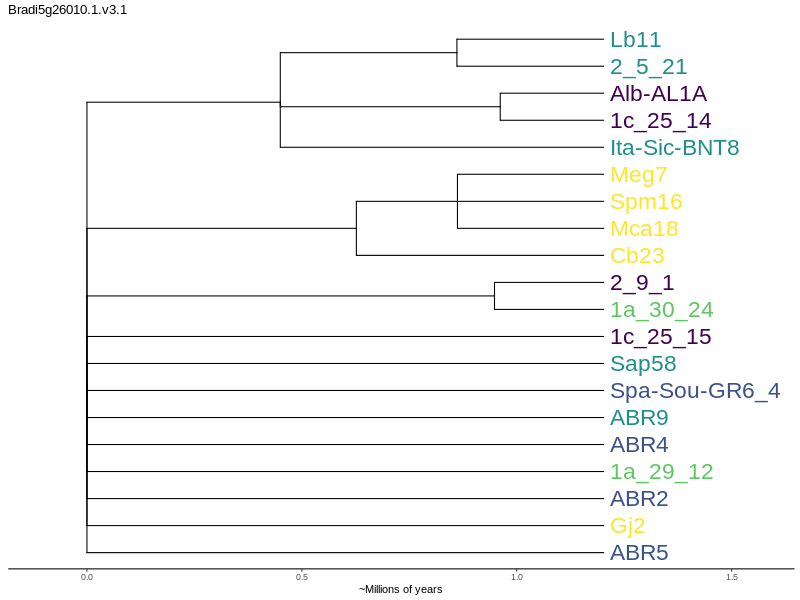 Bradi5g26010.1.v3.1
Lb11
2_5_21
Alb-AL1A
1c_25_14
Ita-Sic-BNT8
Meg7
Spm16
Mca18
Cb23
2_9_1
1a_30_24
1c_25_15
Sap58
Spa-Sou-GR6_4
ABR9
ABR4
1a_29_12
ABR2
Gj2
ABR5
0.0 0.5 1.0 1.5
~Millions of years